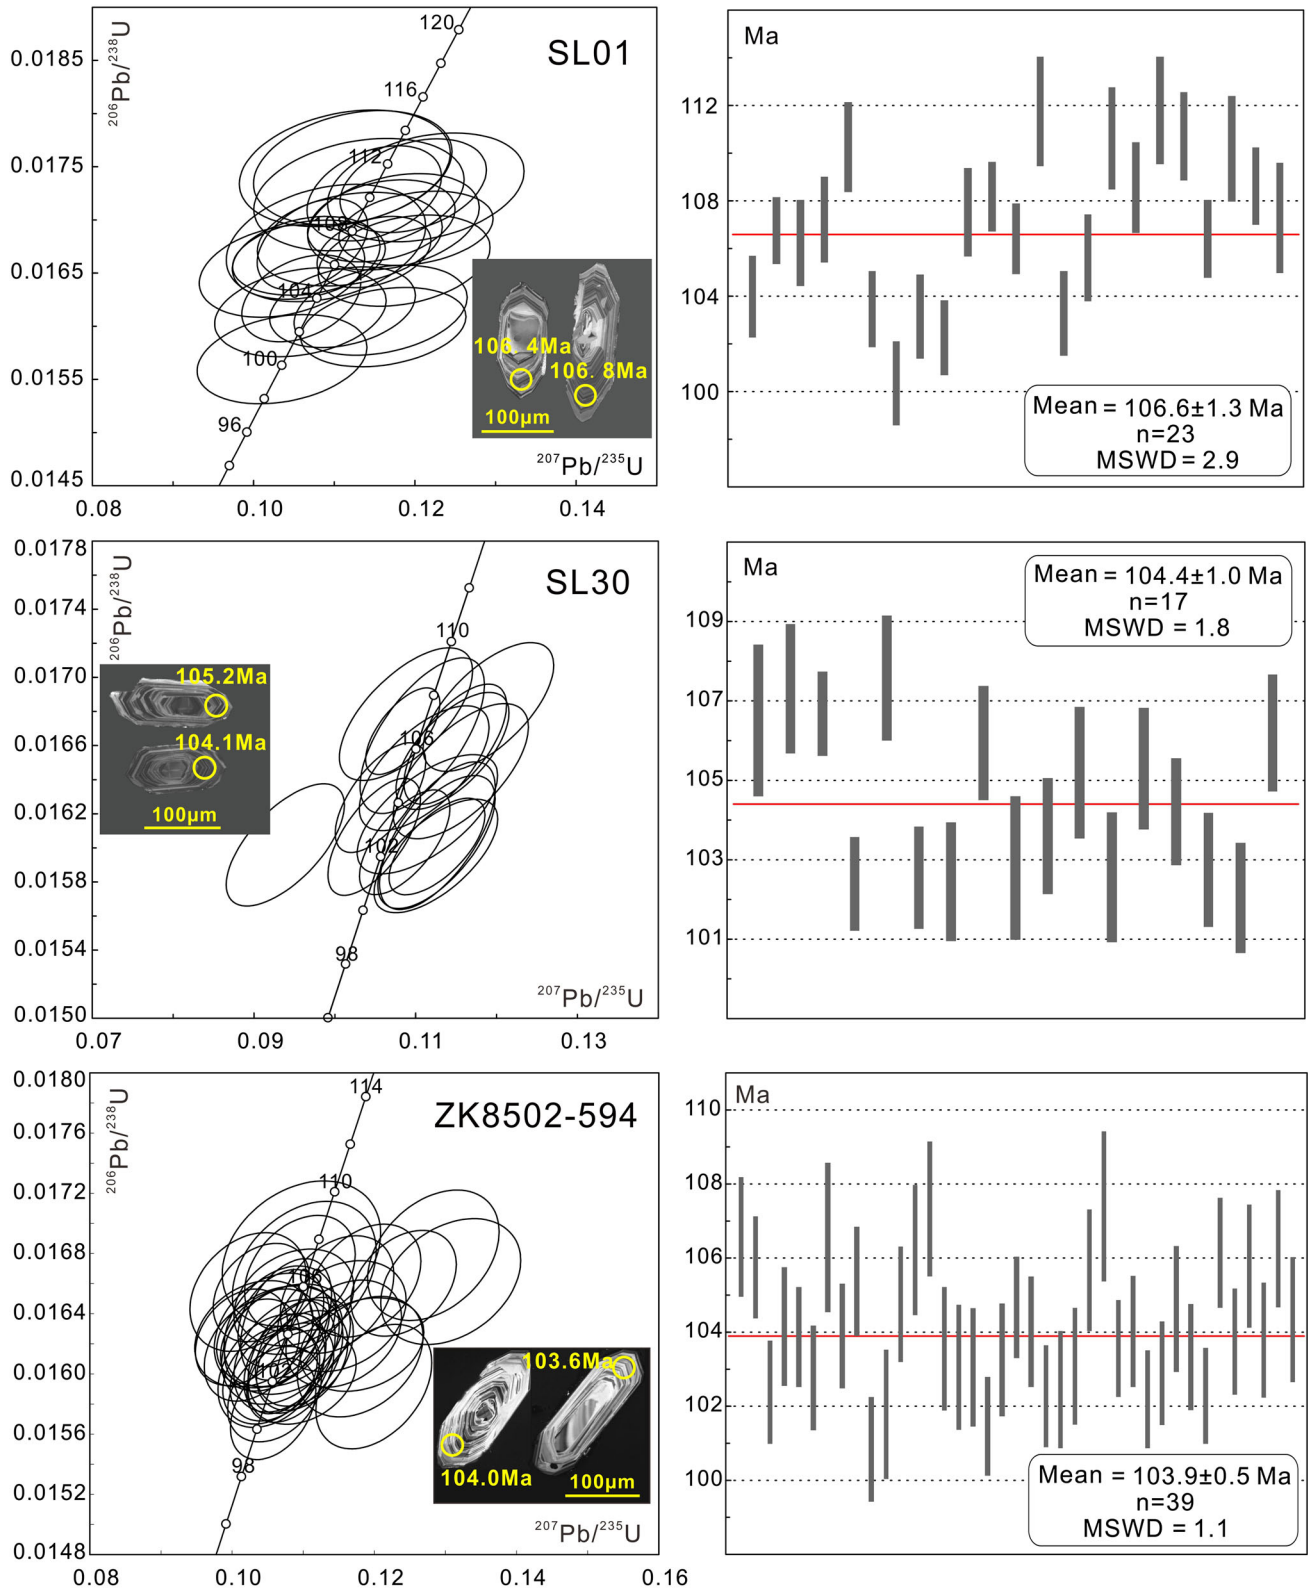 SL01
²⁰⁶Pb/²³⁸U
0.0185
0.0175
0.0165
0.0155
0.0145
120
116
112
108
104
100
96
106.4Ma
106.8Ma
100μm
²⁰⁷Pb/²³⁵U
0.08
0.10
0.12
0.14
Ma
112
108
104
100
Mean = 106.6±1.3 Ma
n=23
MSWD = 2.9
SL30
²⁰⁶Pb/²³⁸U
0.0178
0.0174
0.0170
0.0166
0.0162
0.0158
0.0154
0.0150
110
106
102
98
105.2Ma
104.1Ma
100μm
²⁰⁷Pb/²³⁵U
0.07
0.09
0.11
0.13
Ma
109
107
105
103
101
Mean = 104.4±1.0 Ma
n=17
MSWD = 1.8
ZK8502-594
²⁰⁶Pb/²³⁸U
0.0180
0.0176
0.0172
0.0168
0.0164
0.0160
0.0156
0.0152
0.0148
114
110
106
102
98
103.6Ma
104.0Ma
100μm
²⁰⁷Pb/²³⁵U
0.08
0.10
0.12
0.14
0.16
Ma
110
108
106
104
102
100
Mean = 103.9±0.5 Ma
n=39
MSWD = 1.1